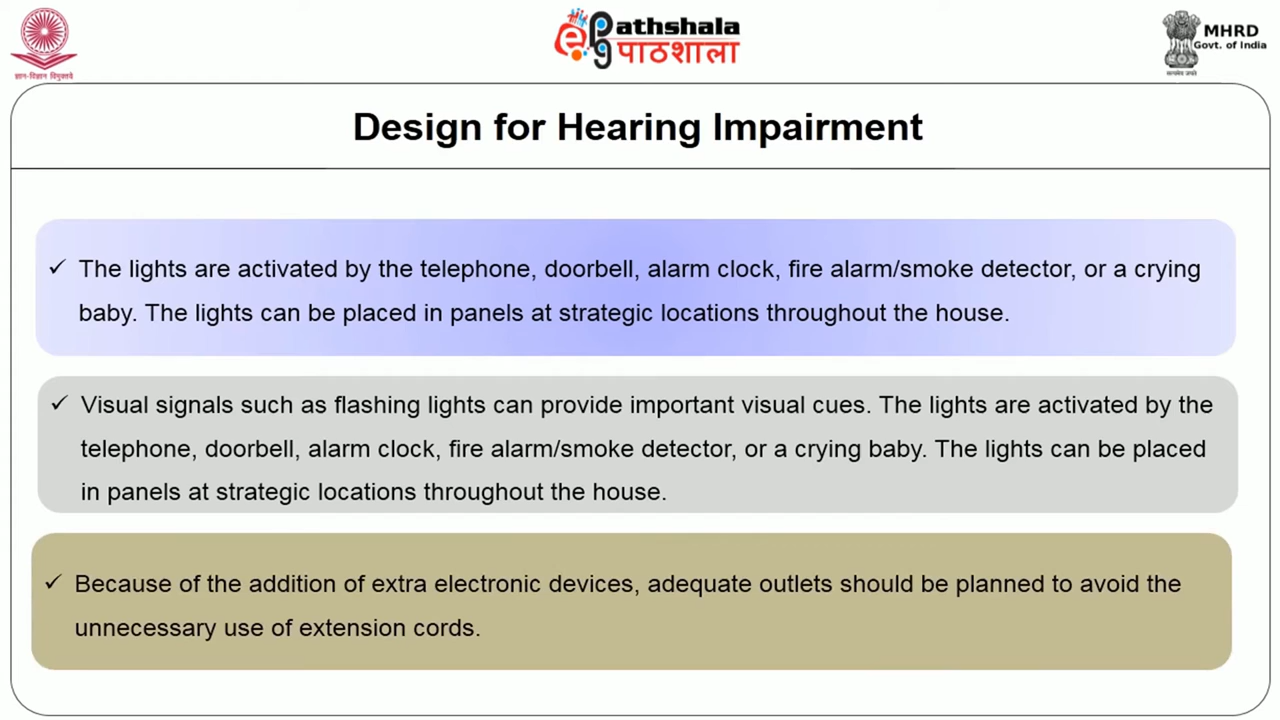 ज्ञान-विज्ञान विमुक्तये
ePathshala
पाठशाला
MHRD
Govt. of India
सत्यमेव जयते
Design for Hearing Impairment
✓ The lights are activated by the telephone, doorbell, alarm clock, fire alarm/smoke detector, or a crying
baby. The lights can be placed in panels at strategic locations throughout the house.
✓ Visual signals such as flashing lights can provide important visual cues. The lights are activated by the
telephone, doorbell, alarm clock, fire alarm/smoke detector, or a crying baby. The lights can be placed
in panels at strategic locations throughout the house.
✓ Because of the addition of extra electronic devices, adequate outlets should be planned to avoid the
unnecessary use of extension cords.